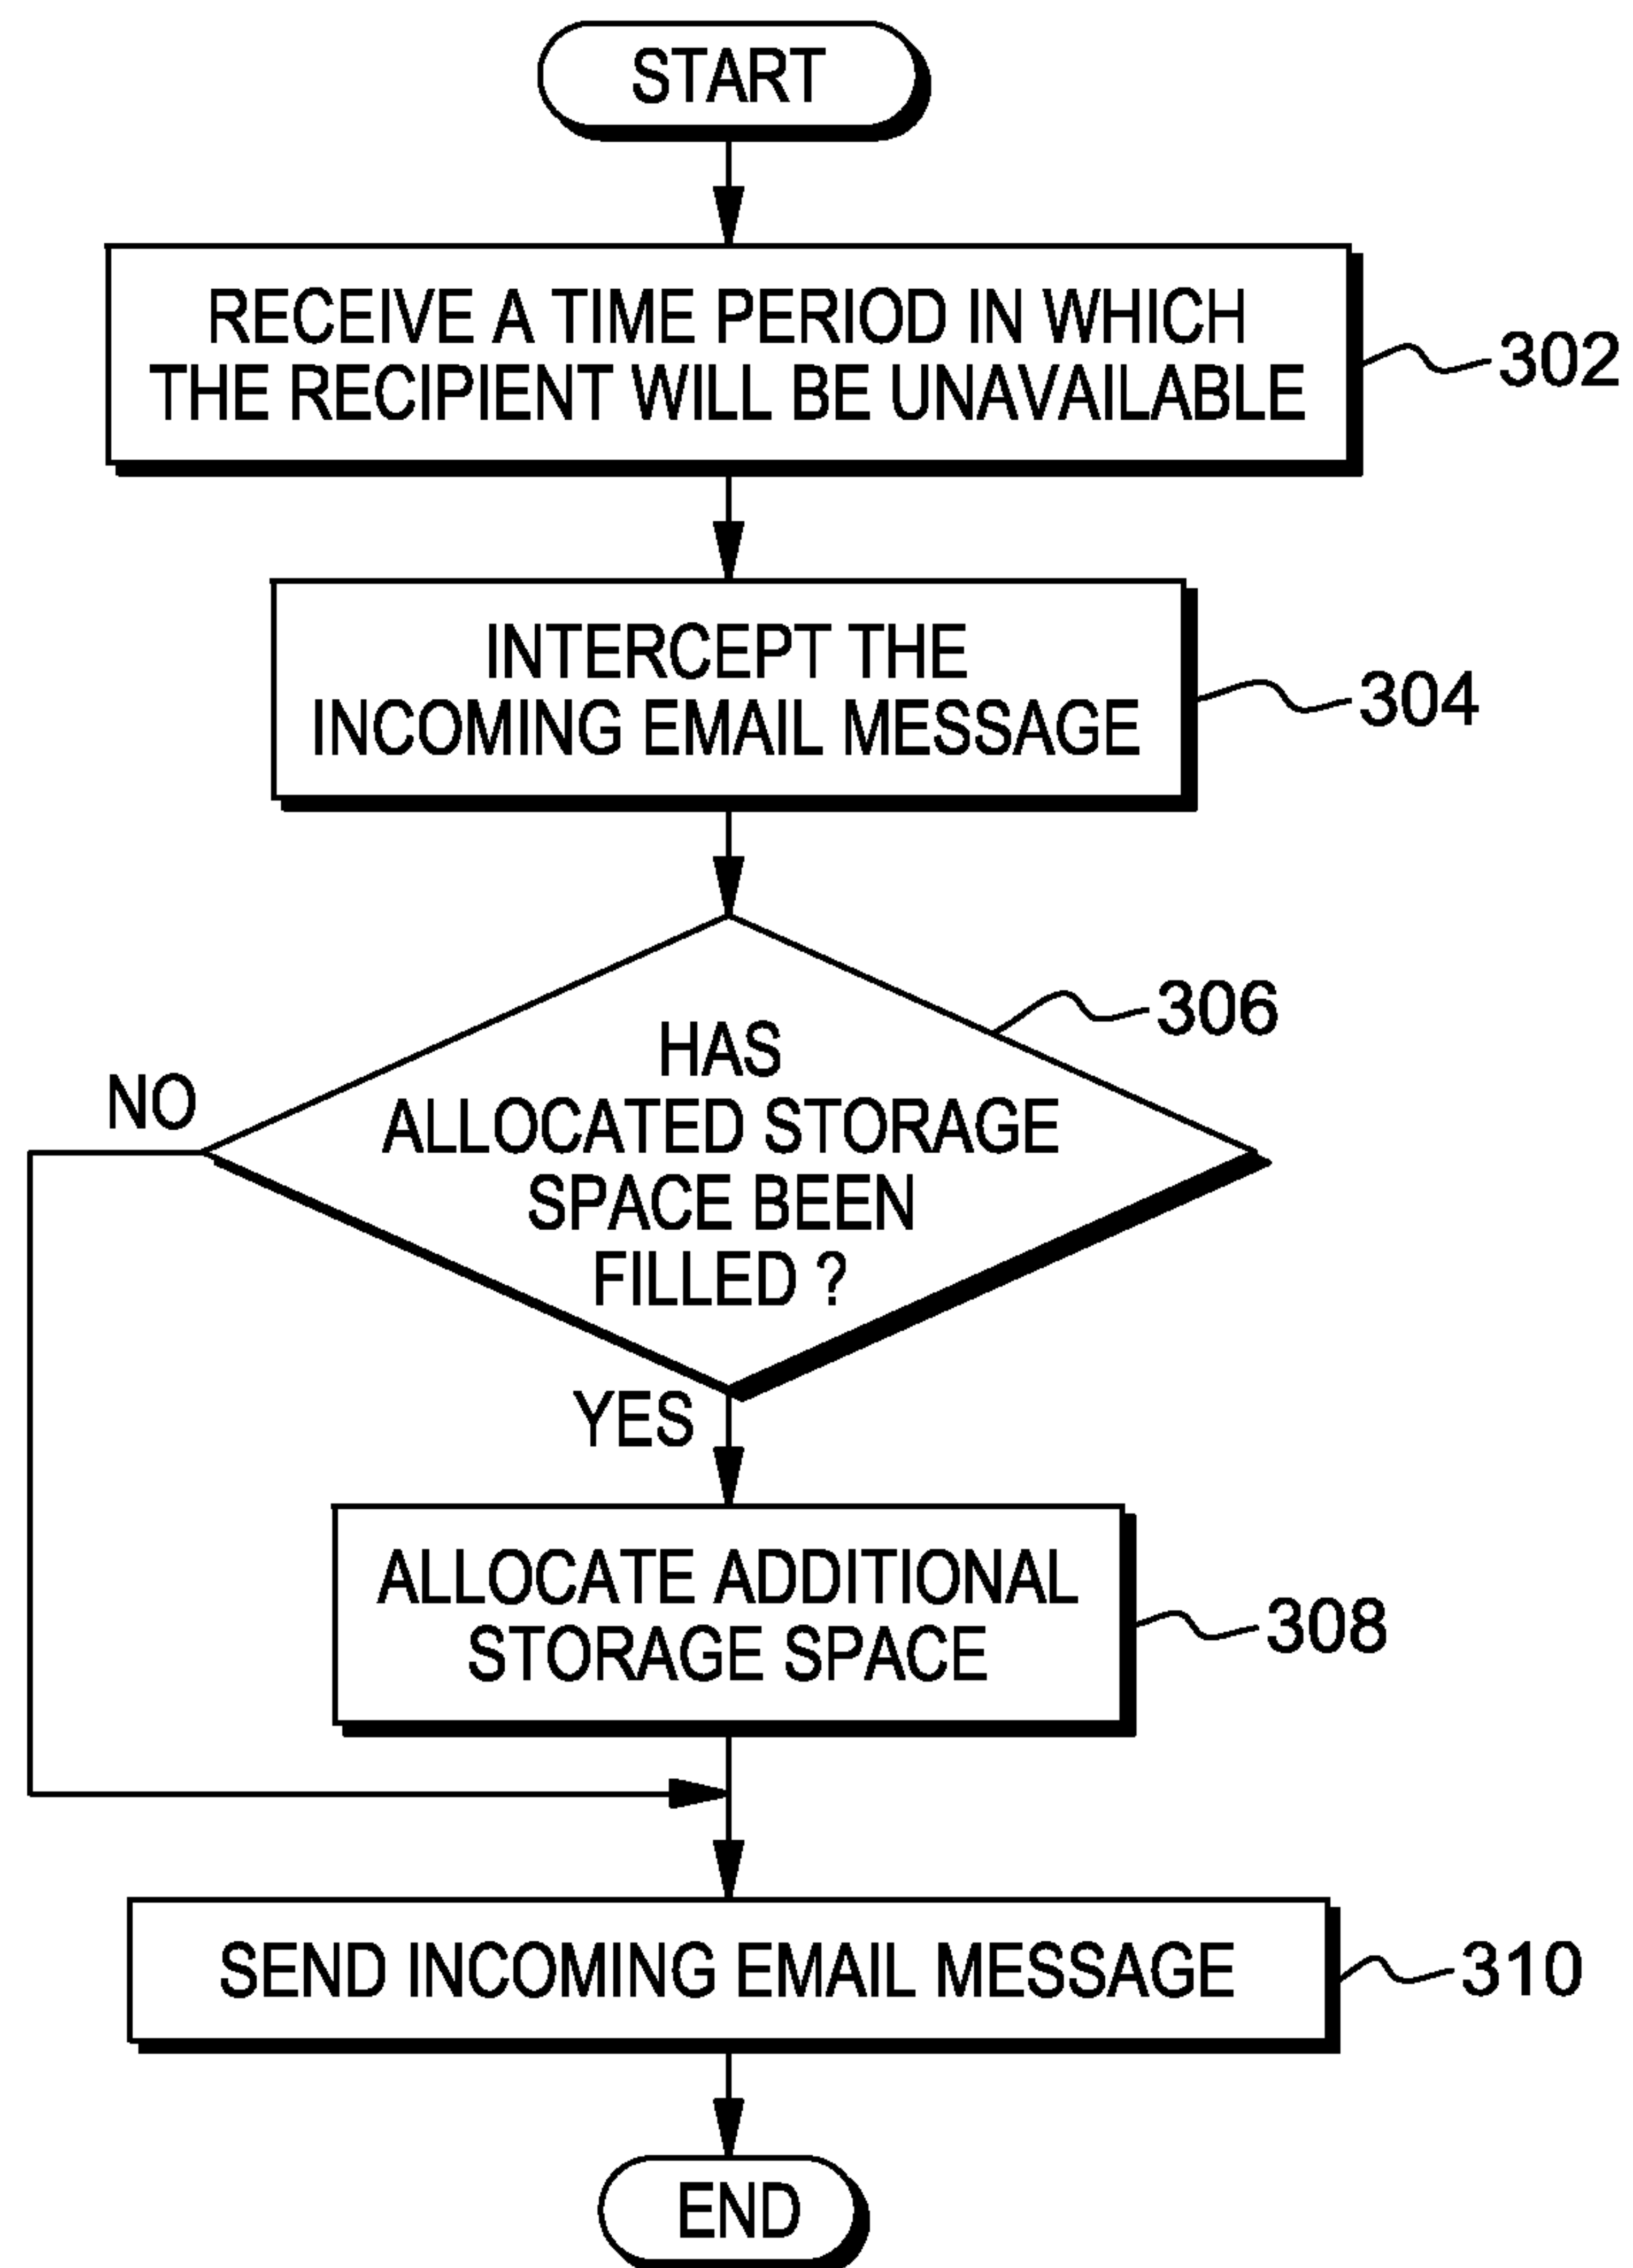 START
RECEIVE A TIME PERIOD IN WHICH
THE RECIPIENT WILL BE UNAVAILABLE
302
INTERCEPT THE
INCOMING EMAIL MESSAGE
304
306
HAS
ALLOCATED STORAGE
SPACE BEEN
FILLED ?
NO
YES
ALLOCATE ADDITIONAL
STORAGE SPACE
308
SEND INCOMING EMAIL MESSAGE
310
END